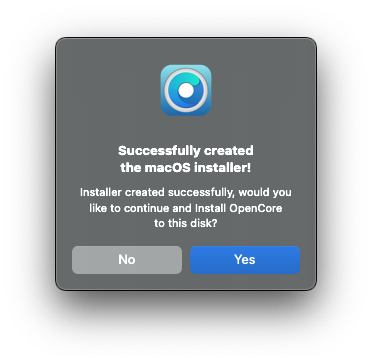 Successfully created
the macOS installer!
Installer created successfully, would you
like to continue and Install OpenCore
to this disk?
No
Yes